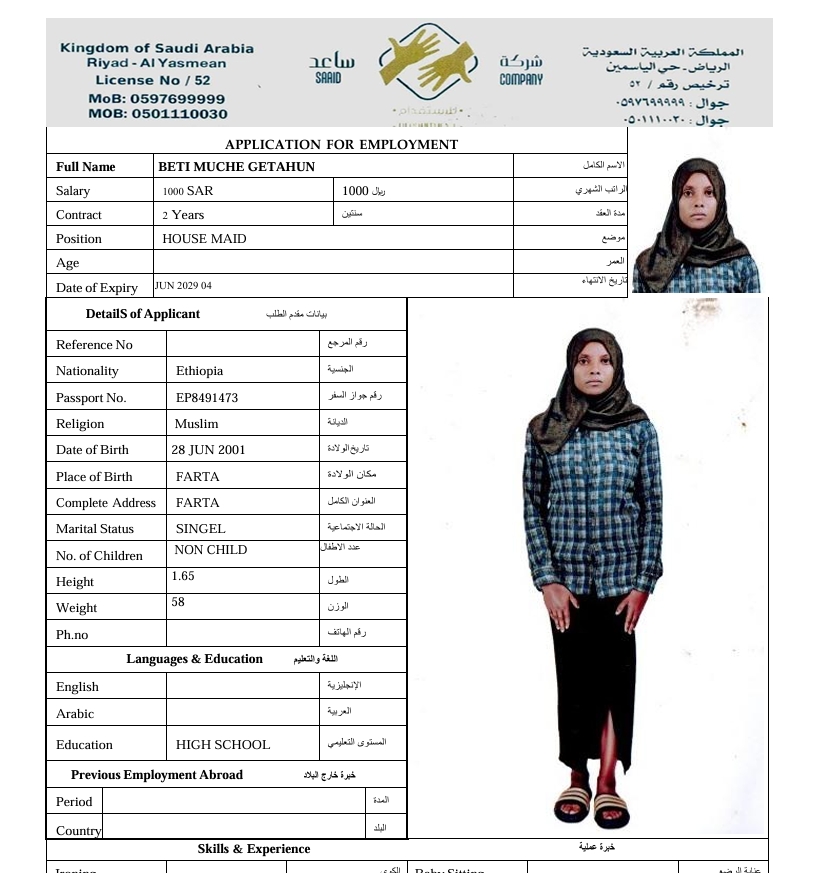 Kingdom of Saudi Arabia
Riyad - Al Yasmean
License No / 52
MoB: 0597699999
MOB: 0501110030
ساعد
SAAID
شركة
COMPANY
للاستقدام
المملكة العربية السعودية
الرياض - حي الياسمين
ترخيص رقم / ٥٢
جوال : ٠٥٩٧٦٩٩٩٩٩
جوال : ٠٥٠١١١٠٠٣٠
APPLICATION FOR EMPLOYMENT
Full Name BETI MUCHE GETAHUN الاسم الكامل
Salary 1000 SAR 1000 ريال الراتب الشهري
Contract 2 Years سنتين مدة العقد
Position HOUSE MAID موضع
Age العمر
Date of Expiry JUN 2029 04 تاريخ الانتهاء
DetailS of Applicant بيانات مقدم الطلب
Reference No رقم المرجع
Nationality Ethiopia الجنسية
Passport No. EP8491473 رقم جواز السفر
Religion Muslim الديانة
Date of Birth 28 JUN 2001 تاريخ الولادة
Place of Birth FARTA مكان الولادة
Complete Address FARTA العنوان الكامل
Marital Status SINGEL الحالة الاجتماعية
No. of Children NON CHILD عدد الاطفال
Height 1.65 الطول
Weight 58 الوزن
Ph.no رقم الهاتف
Languages & Education اللغة والتعليم
English الإنجليزية
Arabic العربية
Education HIGH SCHOOL المستوى التعليمي
Previous Employment Abroad خبرة خارج البلاد
Period المدة
Country البلد
Skills & Experience خبرة عملية
Ironing الكوي Baby Sitting عناية الرضع